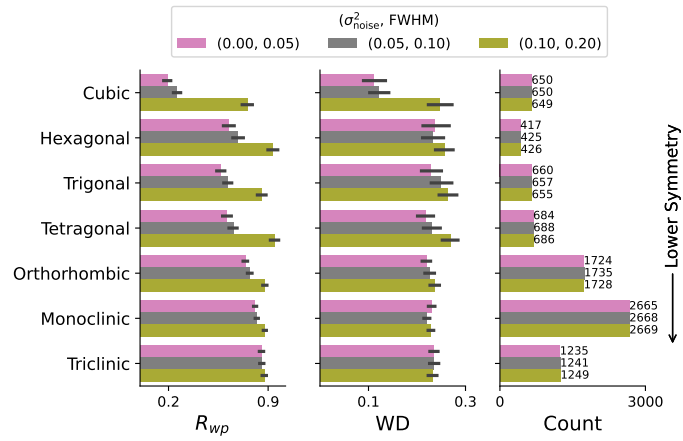 (σ²noise, FWHM)
(0.00, 0.05) (0.05, 0.10) (0.10, 0.20)
Cubic
Hexagonal
Trigonal
Tetragonal
Orthorhombic
Monoclinic
Triclinic
650
650
649
417
425
426
660
657
655
684
688
686
1724
1735
1728
2665
2668
2669
1235
1241
1249
Lower Symmetry
0.2 0.9 0.1 0.3 0 3000
Rwp WD Count